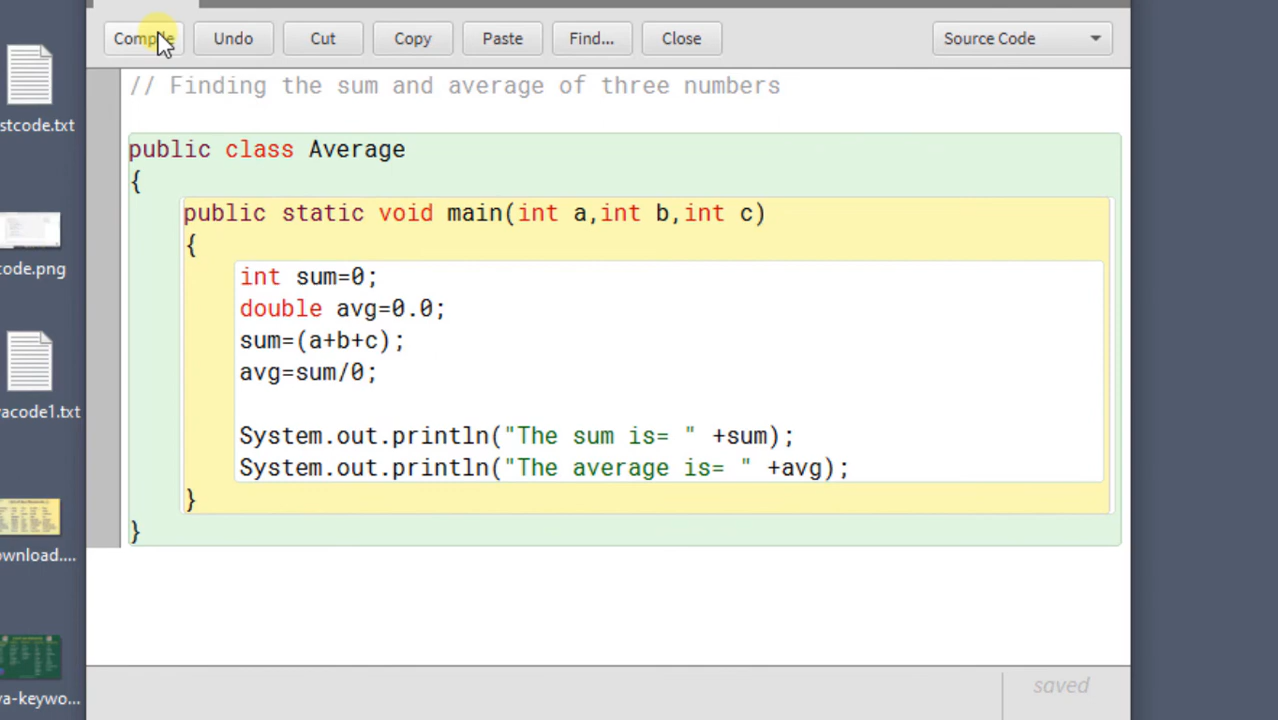 Compile Undo Cut Copy Paste Find... Close Source Code
// Finding the sum and average of three numbers
stcode.txt
public class Average
{
public static void main(int a,int b,int c)
{
code.png
int sum=0;
double avg=0.0;
sum=(a+b+c);
avg=sum/0;
acode1.txt
System.out.println("The sum is= " +sum);
System.out.println("The average is= " +avg);
}
}
ownload....
saved
va-keywo...